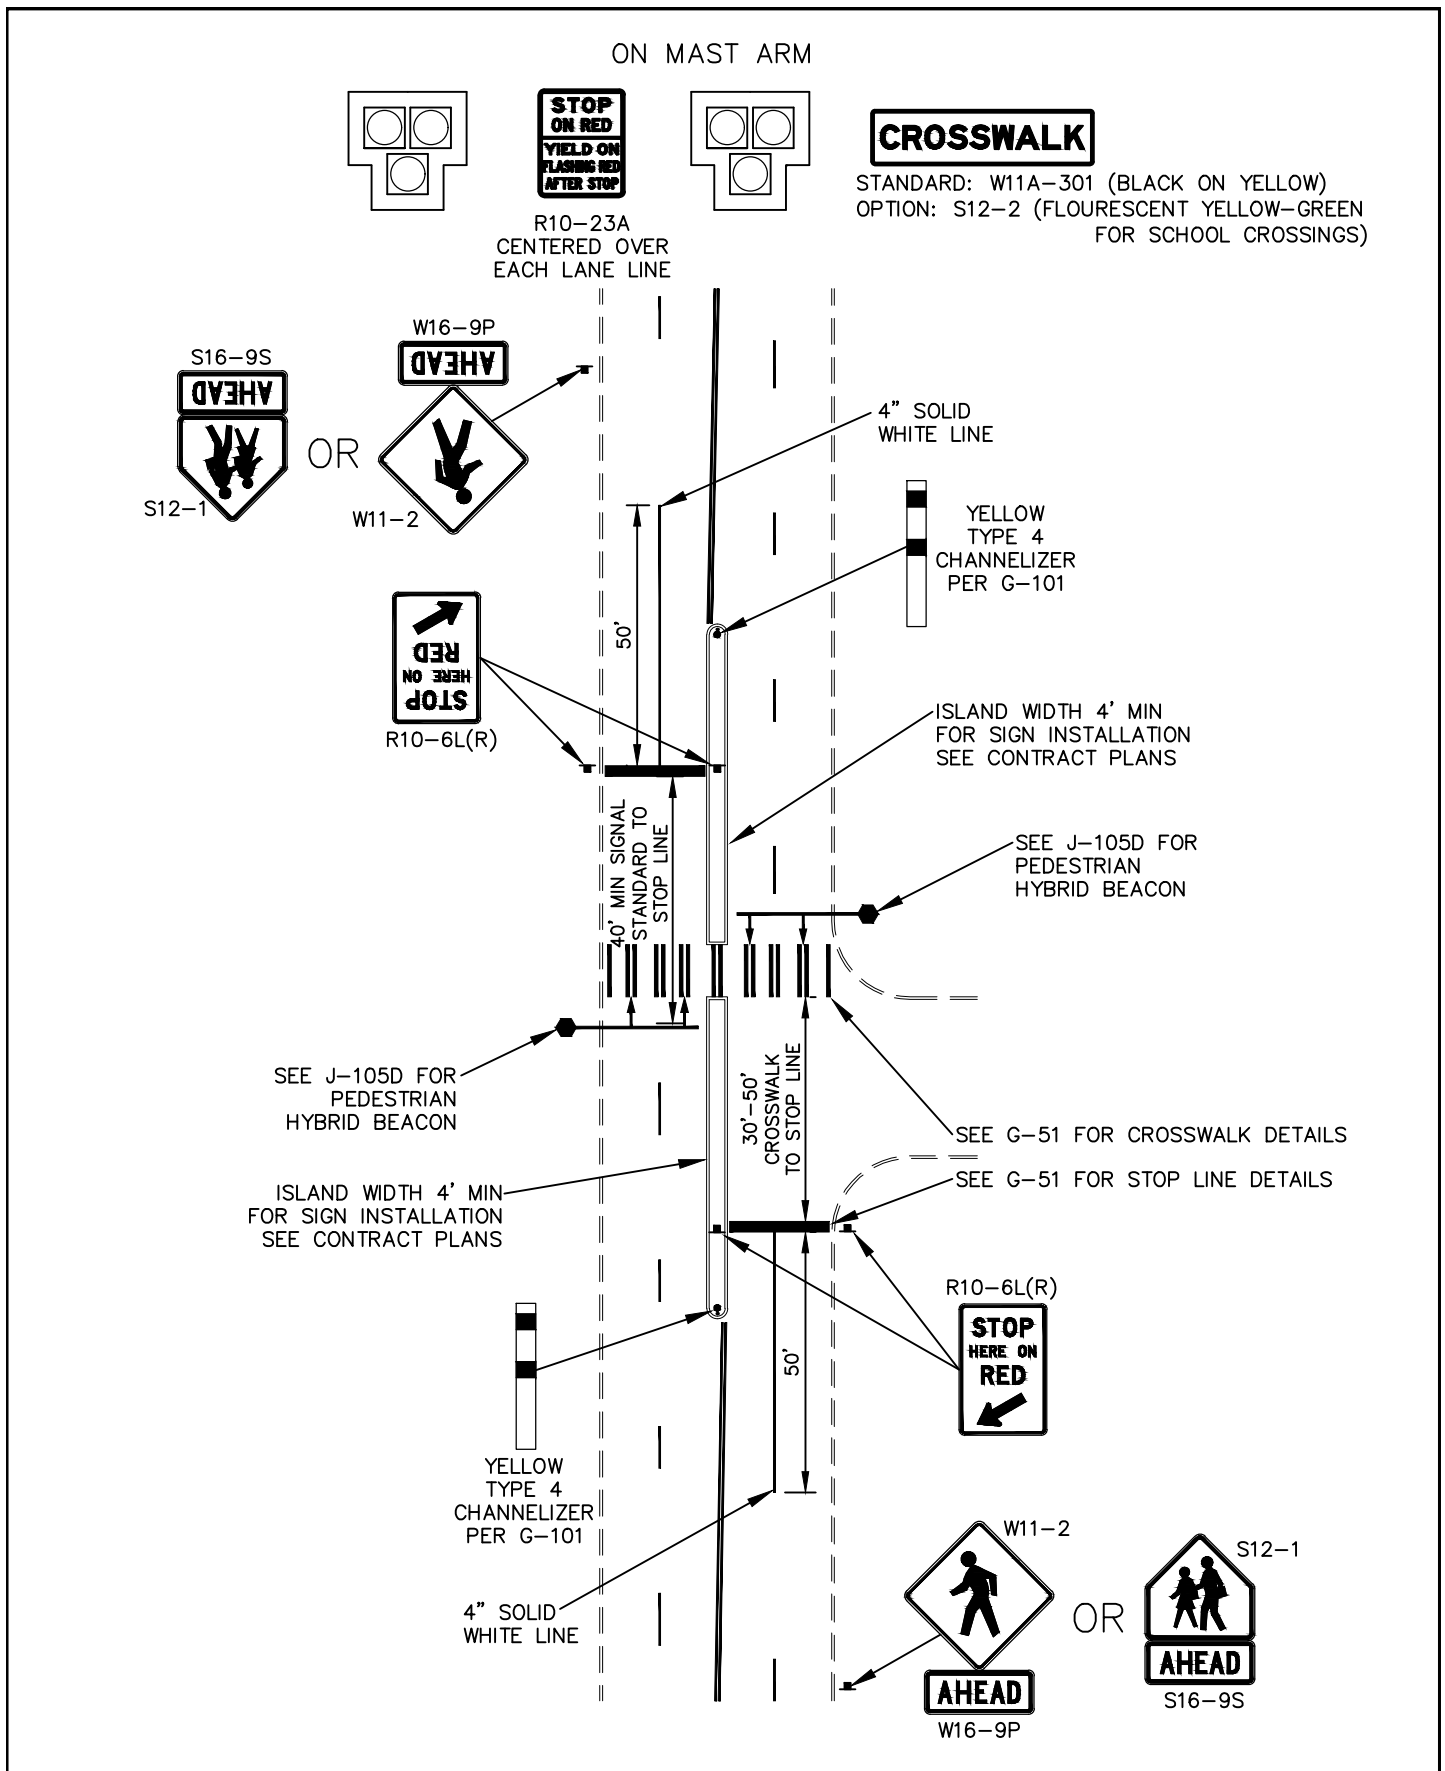 ON MAST ARM
STOP
ON RED
YIELD ON
FLASHING RED
AFTER STOP
R10-23A
CENTERED OVER
EACH LANE LINE
CROSSWALK
STANDARD: W11A-301 (BLACK ON YELLOW)
OPTION: S12-2 (FLOURESCENT YELLOW-GREEN
FOR SCHOOL CROSSINGS)
W16-9P
AHEAD
S16-9S
AHEAD
OR
S12-1
W11-2
4" SOLID
WHITE LINE
YELLOW
TYPE 4
CHANNELIZER
PER G-101
50'
STOP
HERE ON
RED
R10-6L(R)
ISLAND WIDTH 4' MIN
FOR SIGN INSTALLATION
SEE CONTRACT PLANS
40' MIN SIGNAL
STANDARD TO
STOP LINE
SEE J-105D FOR
PEDESTRIAN
HYBRID BEACON
SEE J-105D FOR
PEDESTRIAN
HYBRID BEACON
30'-50'
CROSSWALK
TO STOP LINE
SEE G-51 FOR CROSSWALK DETAILS
SEE G-51 FOR STOP LINE DETAILS
ISLAND WIDTH 4' MIN
FOR SIGN INSTALLATION
SEE CONTRACT PLANS
R10-6L(R)
STOP
HERE ON
RED
50'
YELLOW
TYPE 4
CHANNELIZER
PER G-101
4" SOLID
WHITE LINE
W11-2
S12-1
OR
AHEAD
W16-9P
AHEAD
S16-9S